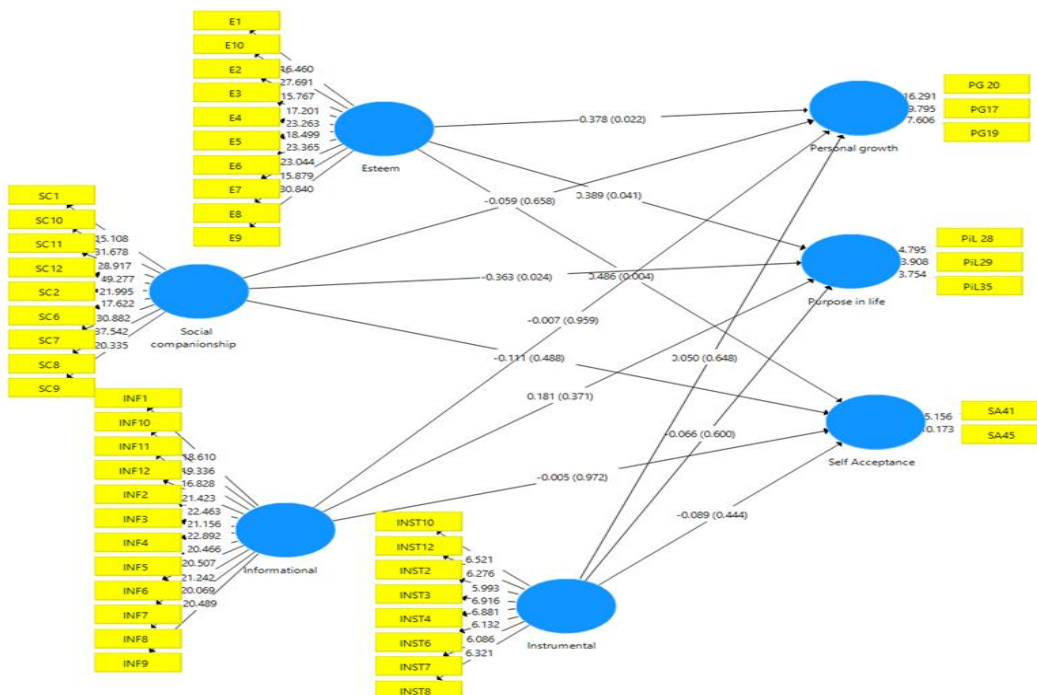 E1
E10
E2
E3
E4
E5
E6
E7
E8
E9
16.460
27.691
15.767
17.201
23.263
18.499
23.365
23.044
15.879
30.840
Esteem
SC1
SC10
SC11
SC12
SC2
SC6
SC7
SC8
SC9
15.108
31.678
28.917
49.277
21.995
17.622
30.882
37.542
20.335
Social
companionship
INF1
INF10
INF11
INF12
INF2
INF3
INF4
INF5
INF6
INF7
INF8
INF9
18.610
19.336
16.828
21.423
22.463
21.156
22.892
20.466
20.507
21.242
20.069
20.489
Informational
INST10
INST12
INST2
INST3
INST4
INST6
INST7
INST8
6.521
6.276
5.993
6.916
6.881
6.132
6.086
6.321
Instrumental
0.378 (0.022)
-0.059 (0.658)
0.389 (0.041)
-0.363 (0.024)
0.486 (0.004)
-0.007 (0.959)
-0.111 (0.488)
0.050 (0.648)
0.181 (0.371)
-0.066 (0.600)
-0.005 (0.972)
-0.089 (0.444)
16.291
9.795
7.606
PG 20
PG17
PG19
Personal growth
4.795
3.908
3.754
PiL 28
PiL29
PiL35
Purpose in life
5.156
10.173
SA41
SA45
Self Acceptance